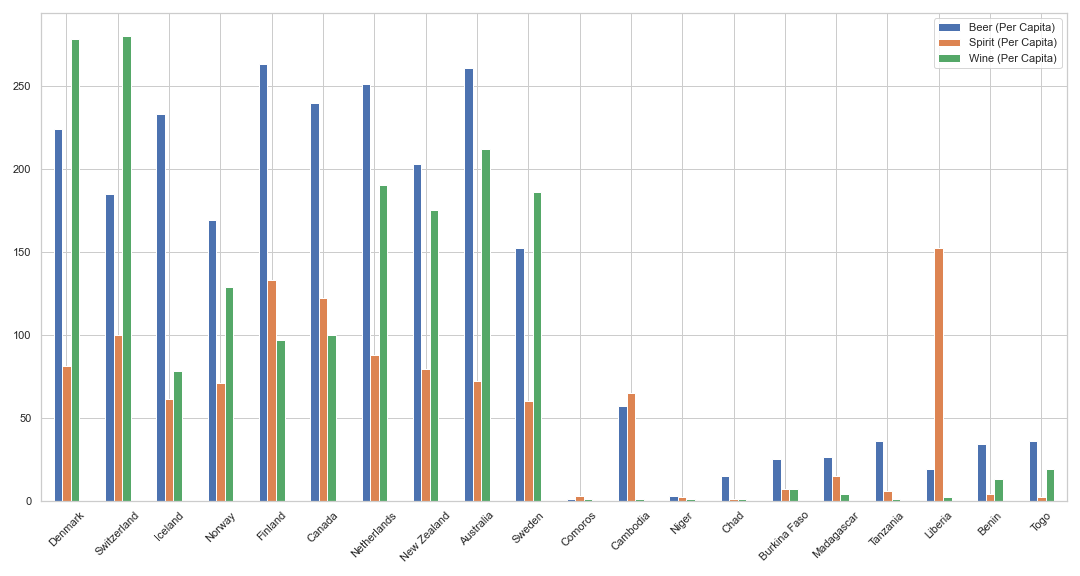 Beer (Per Capita)
Spirit (Per Capita)
Wine (Per Capita)
250
200
150
100
50
0
Denmark
Switzerland
Iceland
Norway
Finland
Canada
Netherlands
New Zealand
Australia
Sweden
Comoros
Cambodia
Niger
Chad
Burkina Faso
Madagascar
Tanzania
Liberia
Benin
Togo